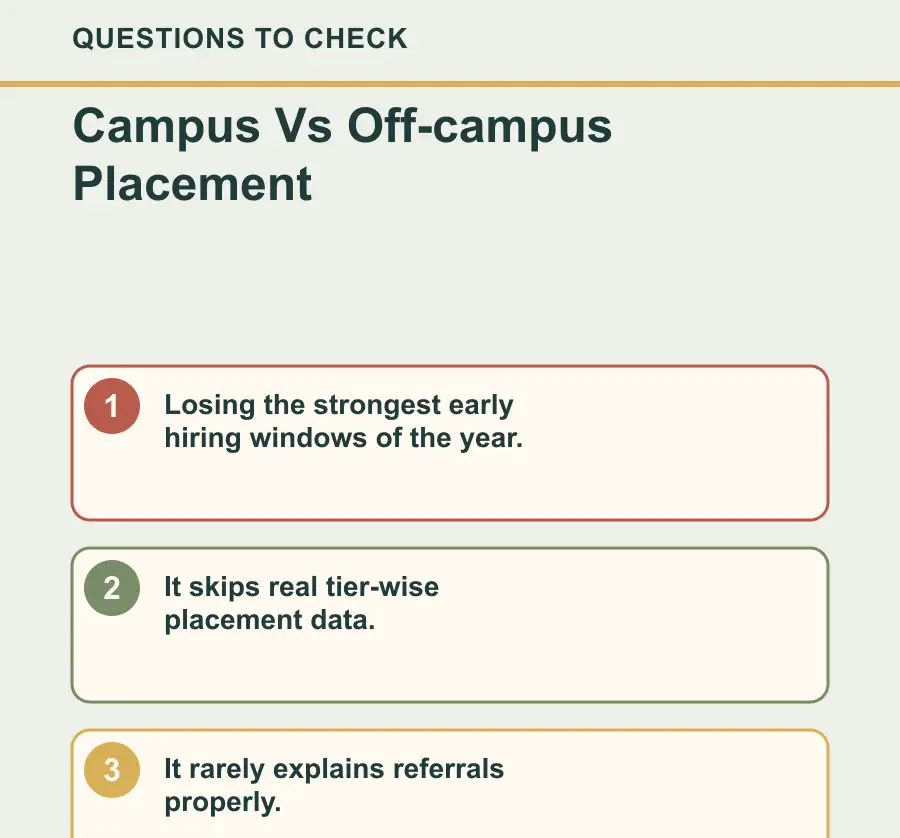 QUESTIONS TO CHECK
Campus Vs Off-campus
Placement
1
Losing the strongest early
hiring windows of the year.
2
It skips real tier-wise
placement data.
3
It rarely explains referrals
properly.